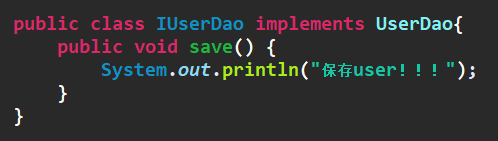 public class IUserDao implements UserDao{
    public void save() {
        System.out.println("保存user！！！");
    }
}